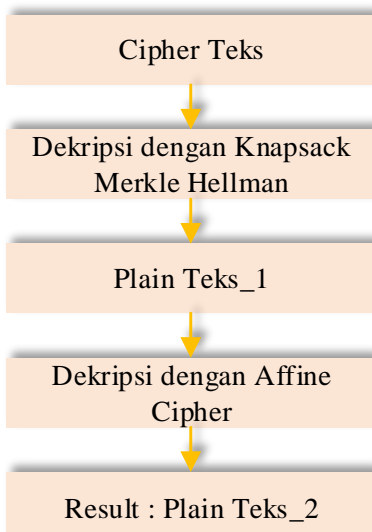 Cipher Teks
Dekripsi dengan Knapsack
Merkle Hellman
Plain Teks_1
Dekripsi dengan Affine
Cipher
Result : Plain Teks_2